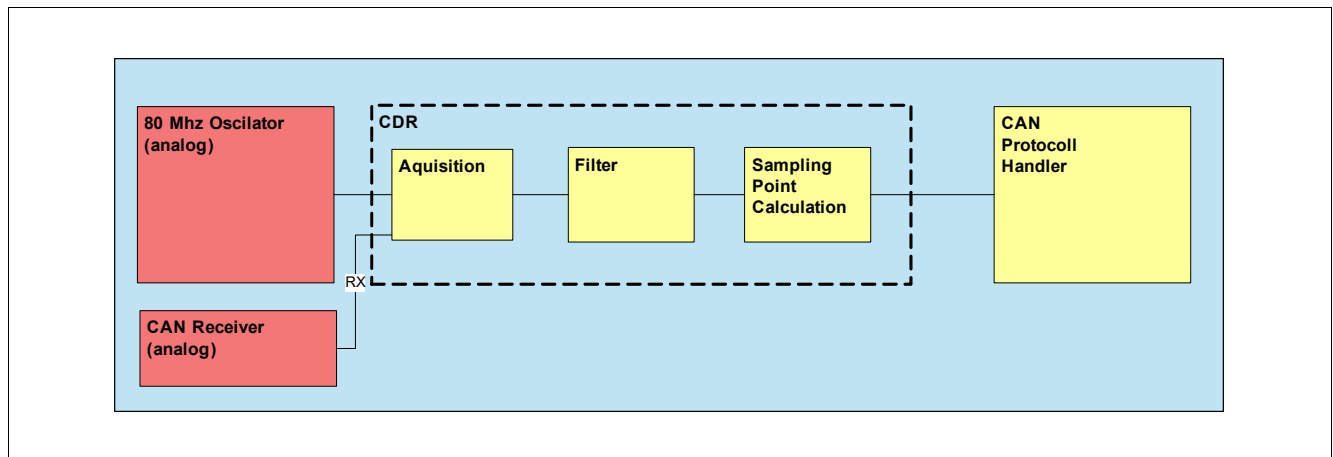 80 Mhz Oscilator
(analog)
CDR
Aquisition
Filter
Sampling
Point
Calculation
CAN
Protocoll
Handler
RX
CAN Receiver
(analog)